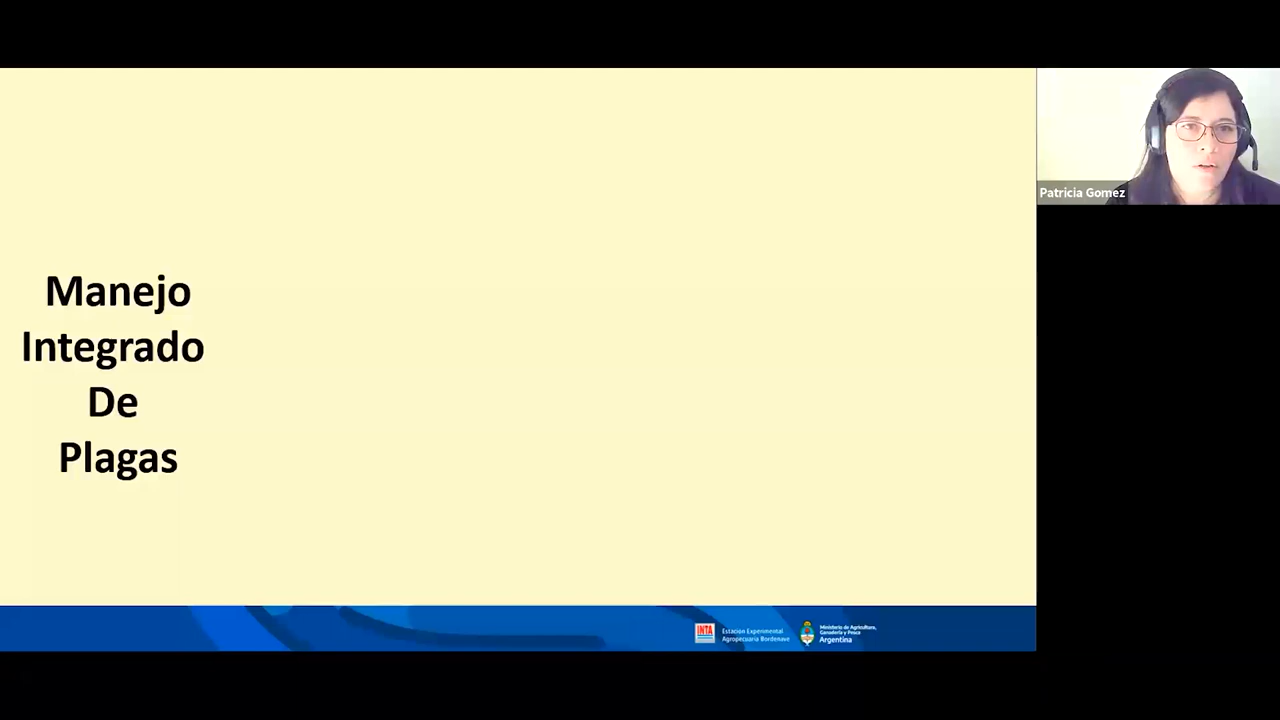 Patricia Gomez
Manejo
Integrado
De
Plagas
INTA
Estación Experimental
Agropecuaria Bordenave
Ministerio de Agricultura,
Ganadería y Pesca
Argentina